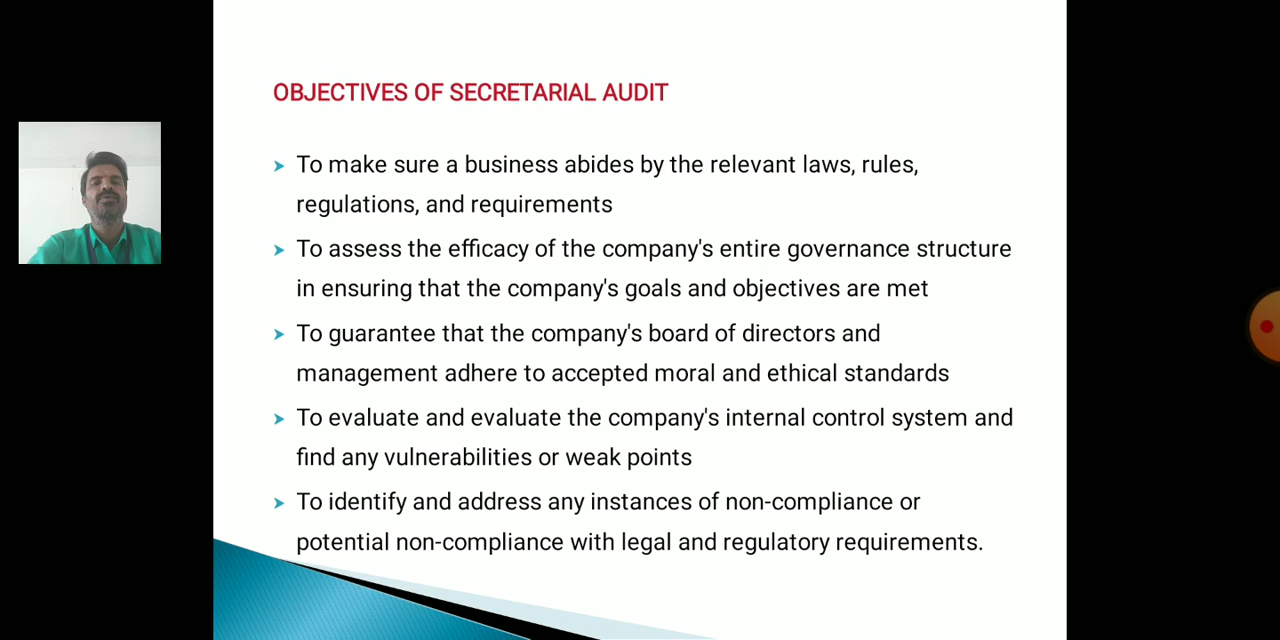 OBJECTIVES OF SECRETARIAL AUDIT
To make sure a business abides by the relevant laws, rules,
regulations, and requirements
To assess the efficacy of the company's entire governance structure
in ensuring that the company's goals and objectives are met
To guarantee that the company's board of directors and
management adhere to accepted moral and ethical standards
To evaluate and evaluate the company's internal control system and
find any vulnerabilities or weak points
To identify and address any instances of non-compliance or
potential non-compliance with legal and regulatory requirements.